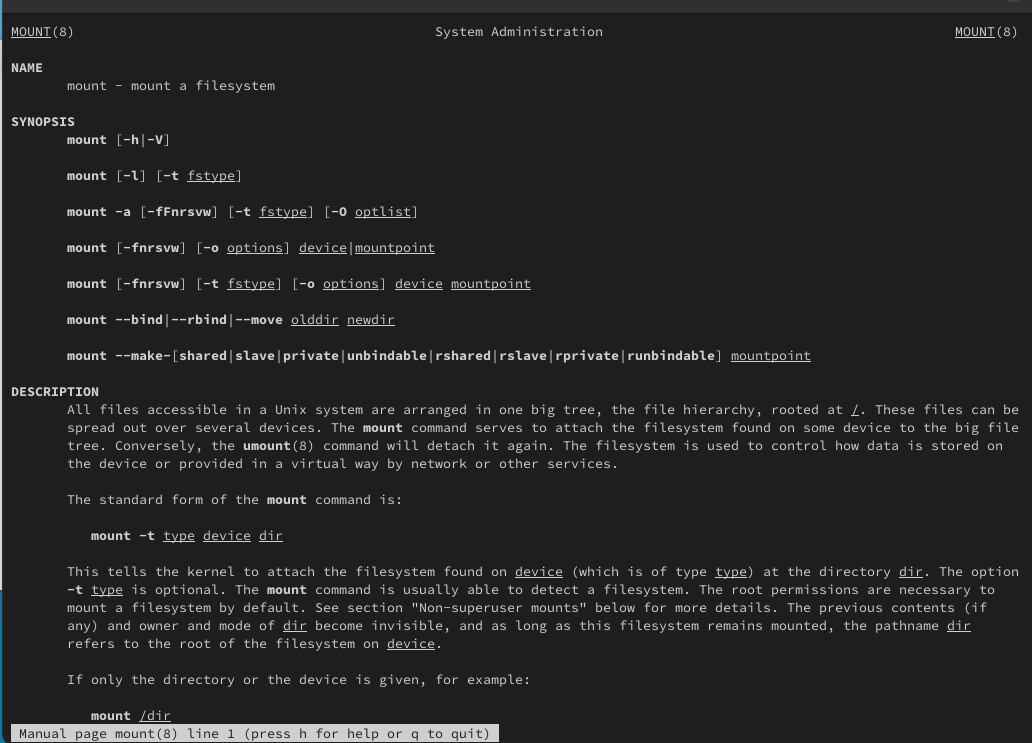 MOUNT(8) System Administration MOUNT(8)
NAME
mount - mount a filesystem
SYNOPSIS
mount [-h|-V]
mount [-l] [-t fstype]
mount -a [-fFnrsvw] [-t fstype] [-O optlist]
mount [-fnrsvw] [-o options] device|mountpoint
mount [-fnrsvw] [-t fstype] [-o options] device mountpoint
mount --bind|--rbind|--move olddir newdir
mount --make-[shared|slave|private|unbindable|rshared|rslave|rprivate|runbindable] mountpoint
DESCRIPTION
All files accessible in a Unix system are arranged in one big tree, the file hierarchy, rooted at /. These files can be
spread out over several devices. The mount command serves to attach the filesystem found on some device to the big file
tree. Conversely, the umount(8) command will detach it again. The filesystem is used to control how data is stored on
the device or provided in a virtual way by network or other services.
The standard form of the mount command is:
mount -t type device dir
This tells the kernel to attach the filesystem found on device (which is of type type) at the directory dir. The option
-t type is optional. The mount command is usually able to detect a filesystem. The root permissions are necessary to
mount a filesystem by default. See section "Non-superuser mounts" below for more details. The previous contents (if
any) and owner and mode of dir become invisible, and as long as this filesystem remains mounted, the pathname dir
refers to the root of the filesystem on device.
If only the directory or the device is given, for example:
mount /dir
Manual page mount(8) line 1 (press h for help or q to quit)